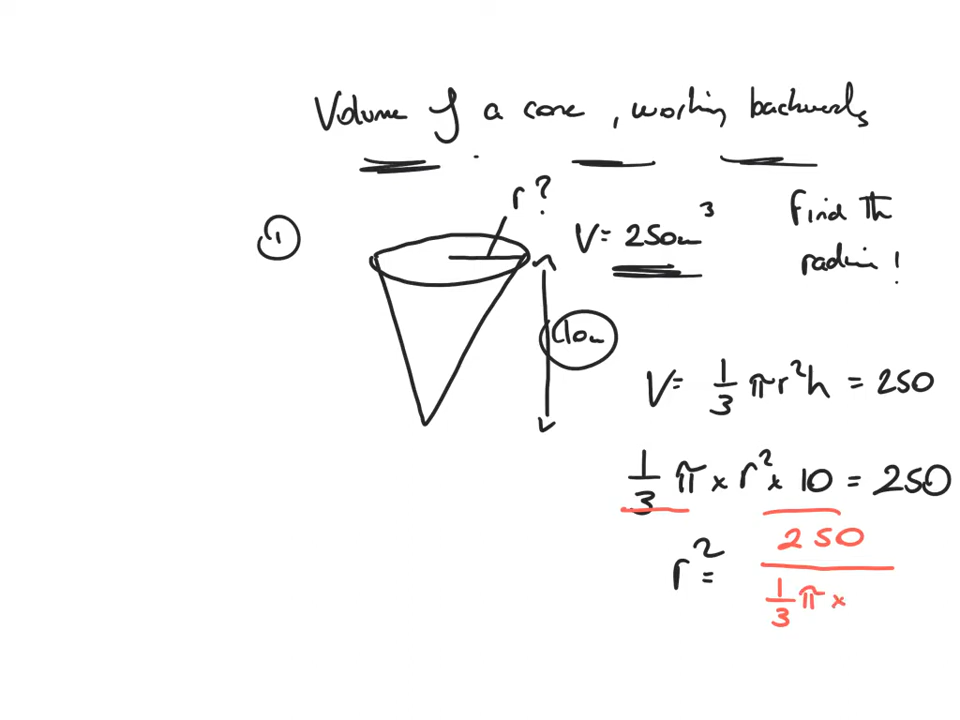 Volume of a cone, working backwards
r?
①
V= 250cm³
Find the
radius!
10cm
V= 1/3 πr²h = 250
1/3 π × r² × 10 = 250
r² = 250 / 1/3 π ×